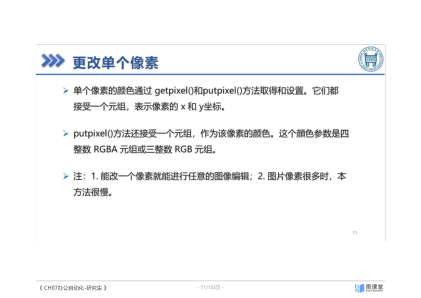 更改单个像素
单个像素的颜色通过 getpixel()和putpixel()方法取得和设置。它们都
接受一个元组，表示像素的 x 和 y坐标。
putpixel()方法还接受一个元组，作为该像素的颜色。这个颜色参数是四
整数 RGBA 元组或三整数 RGB 元组。
注：1. 能改一个像素就能进行任意的图像编辑；2. 图片像素很多时，本
方法很慢。
71
《 CH07办公自动化-研究生 》
雨课堂